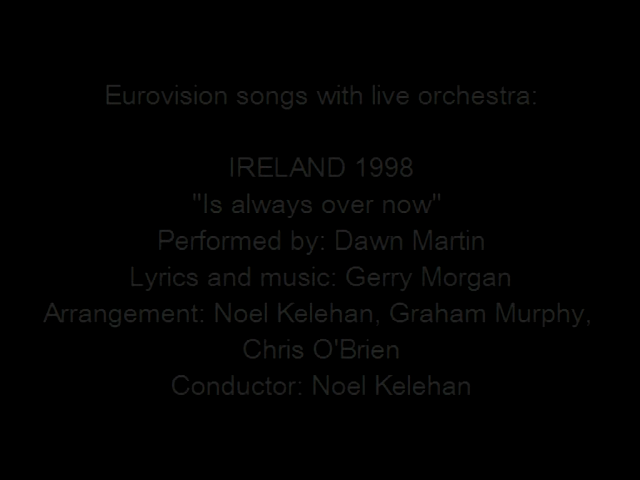 Eurovision songs with live orchestra:
IRELAND 1998
"Is always over now"
Performed by: Dawn Martin
Lyrics and music: Gerry Morgan
Arrangement: Noel Kelehan, Graham Murphy,
Chris O'Brien
Conductor: Noel Kelehan